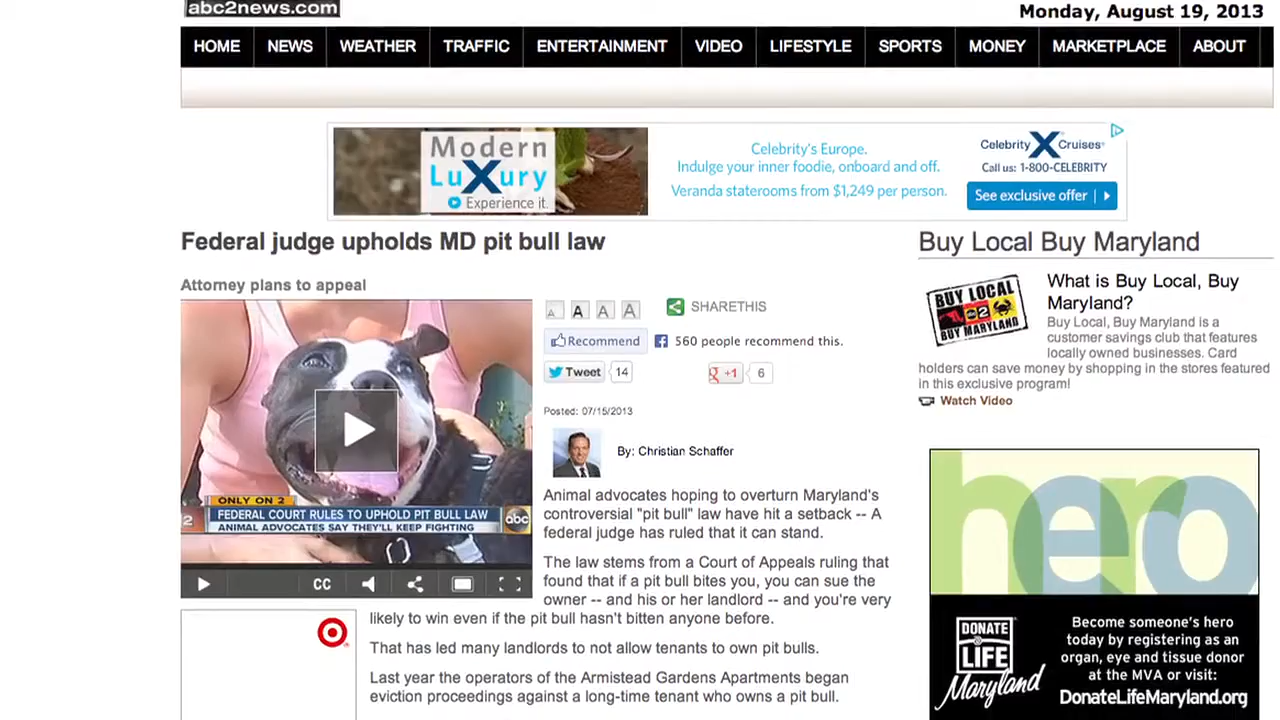 abc2news.com
Monday, August 19, 2013
HOME NEWS WEATHER TRAFFIC ENTERTAINMENT VIDEO LIFESTYLE SPORTS MONEY MARKETPLACE ABOUT
Modern
LuXury
Experience it.
Celebrity's Europe.
Indulge your inner foodie, onboard and off.
Veranda staterooms from $1,249 per person.
Celebrity X Cruises®
Call us: 1-800-CELEBRITY
See exclusive offer
Federal judge upholds MD pit bull law
Attorney plans to appeal
ONLY ON 2
FEDERAL COURT RULES TO UPHOLD PIT BULL LAW
ANIMAL ADVOCATES SAY THEY'LL KEEP FIGHTING
2
abc
CC
A A A A
SHARETHIS
Recommend
560 people recommend this.
Tweet 14
g +1 6
Posted: 07/15/2013
By: Christian Schaffer
Animal advocates hoping to overturn Maryland's
controversial "pit bull" law have hit a setback -- A
federal judge has ruled that it can stand.
The law stems from a Court of Appeals ruling that
found that if a pit bull bites you, you can sue the
owner -- and his or her landlord -- and you're very
likely to win even if the pit bull hasn't bitten anyone before.
That has led many landlords to not allow tenants to own pit bulls.
Last year the operators of the Armistead Gardens Apartments began
eviction proceedings against a long-time tenant who owns a pit bull.
Buy Local Buy Maryland
BUY LOCAL
abc 2
BUY MARYLAND
What is Buy Local, Buy
Maryland?
Buy Local, Buy Maryland is a
customer savings club that features
locally owned businesses. Card
holders can save money by shopping in the stores featured
in this exclusive program!
Watch Video
hero
DONATE
LIFE
Maryland
Become someone's hero
today by registering as an
organ, eye and tissue donor
at the MVA or visit:
DonateLifeMaryland.org